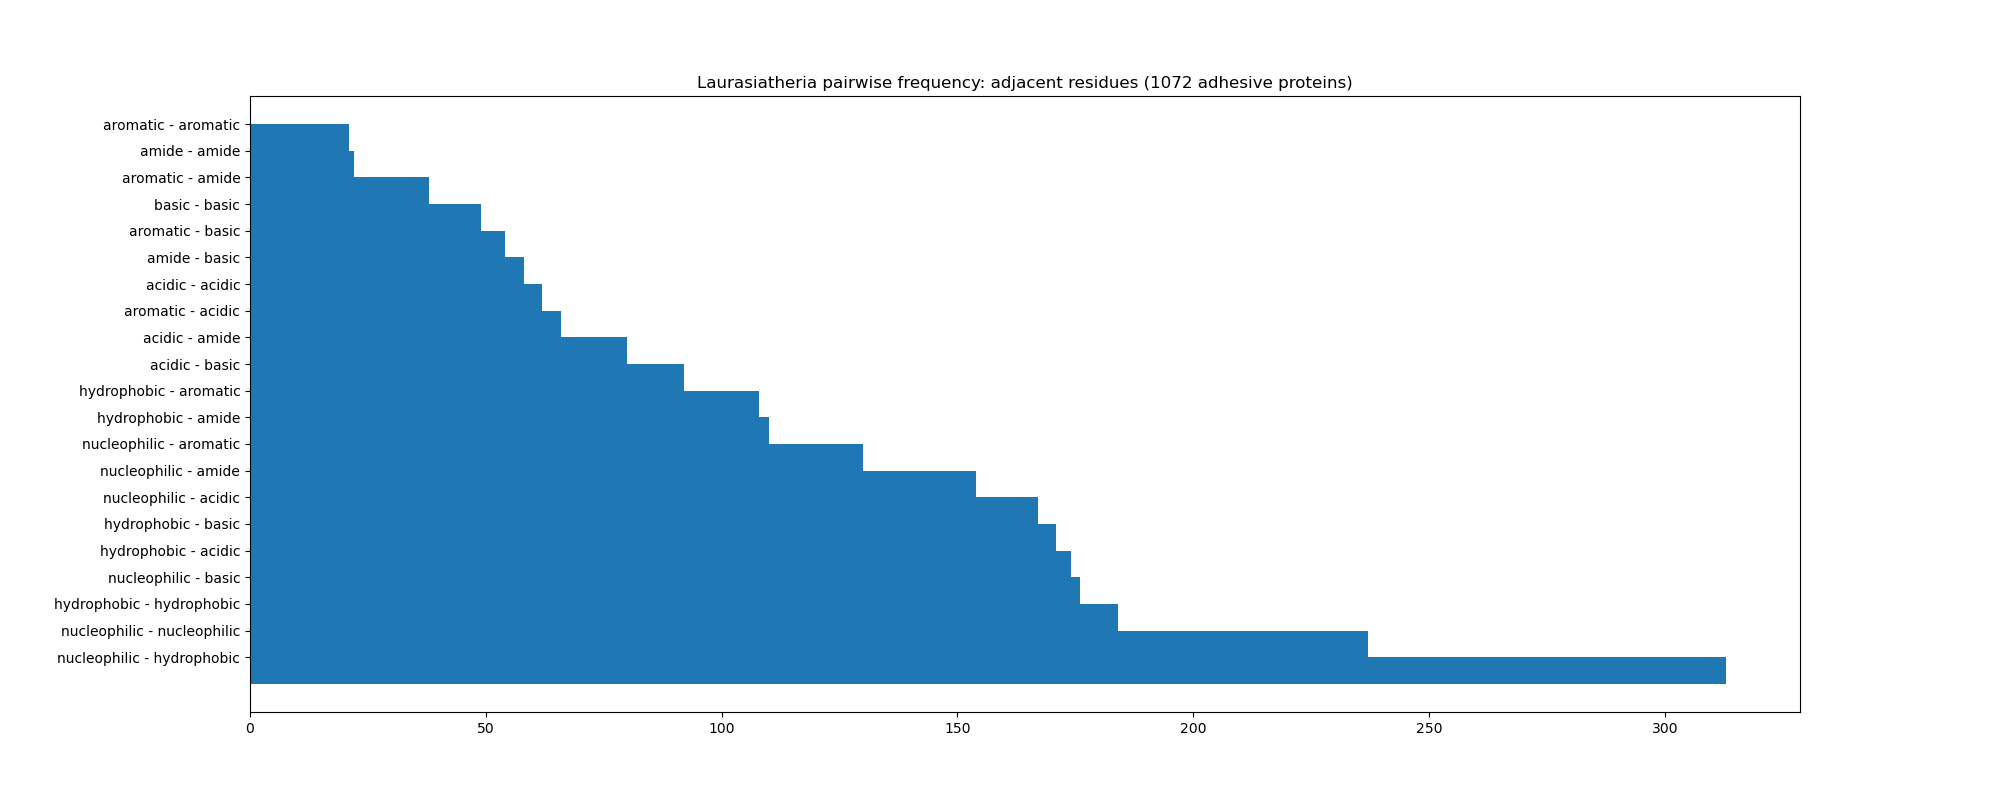 Laurasiatheria pairwise frequency: adjacent residues (1072 adhesive proteins)
aromatic - aromatic
amide - amide
aromatic - amide
basic - basic
aromatic - basic
amide - basic
acidic - acidic
aromatic - acidic
acidic - amide
acidic - basic
hydrophobic - aromatic
hydrophobic - amide
nucleophilic - aromatic
nucleophilic - amide
nucleophilic - acidic
hydrophobic - basic
hydrophobic - acidic
nucleophilic - basic
hydrophobic - hydrophobic
nucleophilic - nucleophilic
nucleophilic - hydrophobic
0 50 100 150 200 250 300